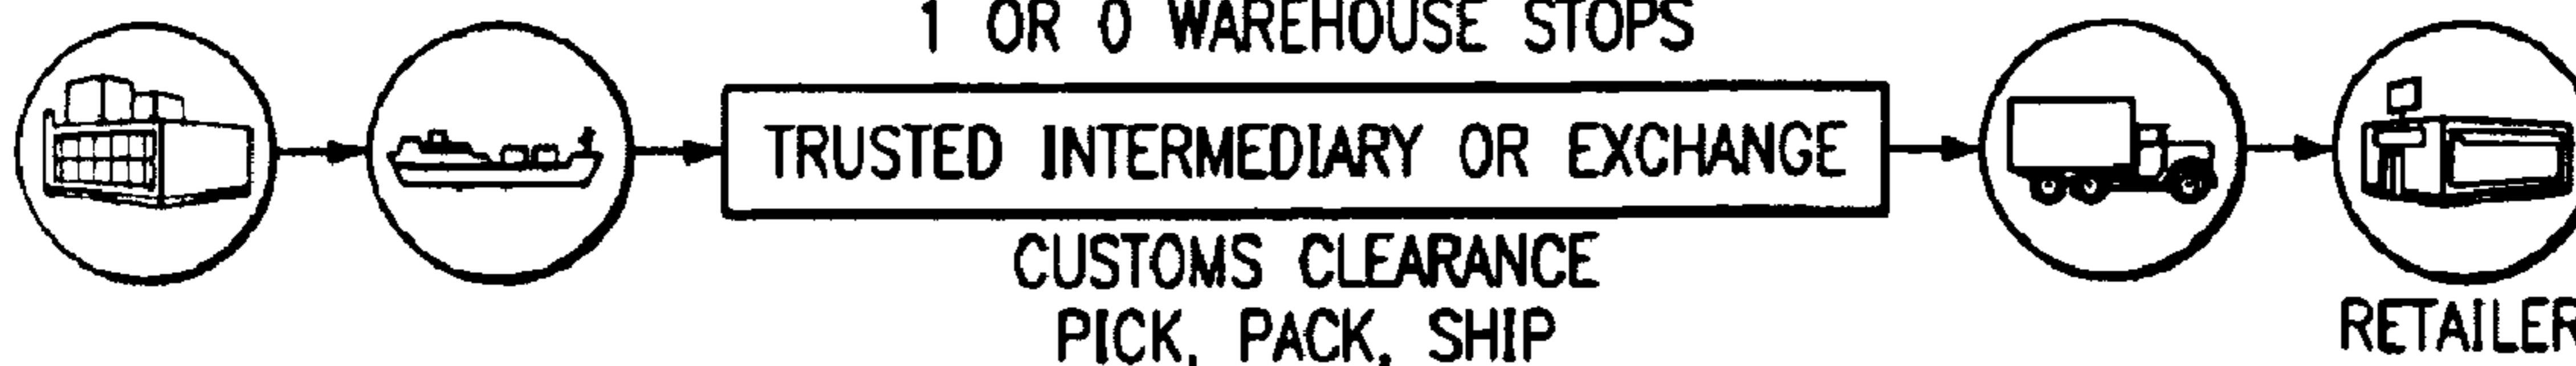 1 OR 0 WAREHOUSE STOPS
TRUSTED INTERMEDIARY OR EXCHANGE
CUSTOMS CLEARANCE
PICK, PACK, SHIP
RETAILER